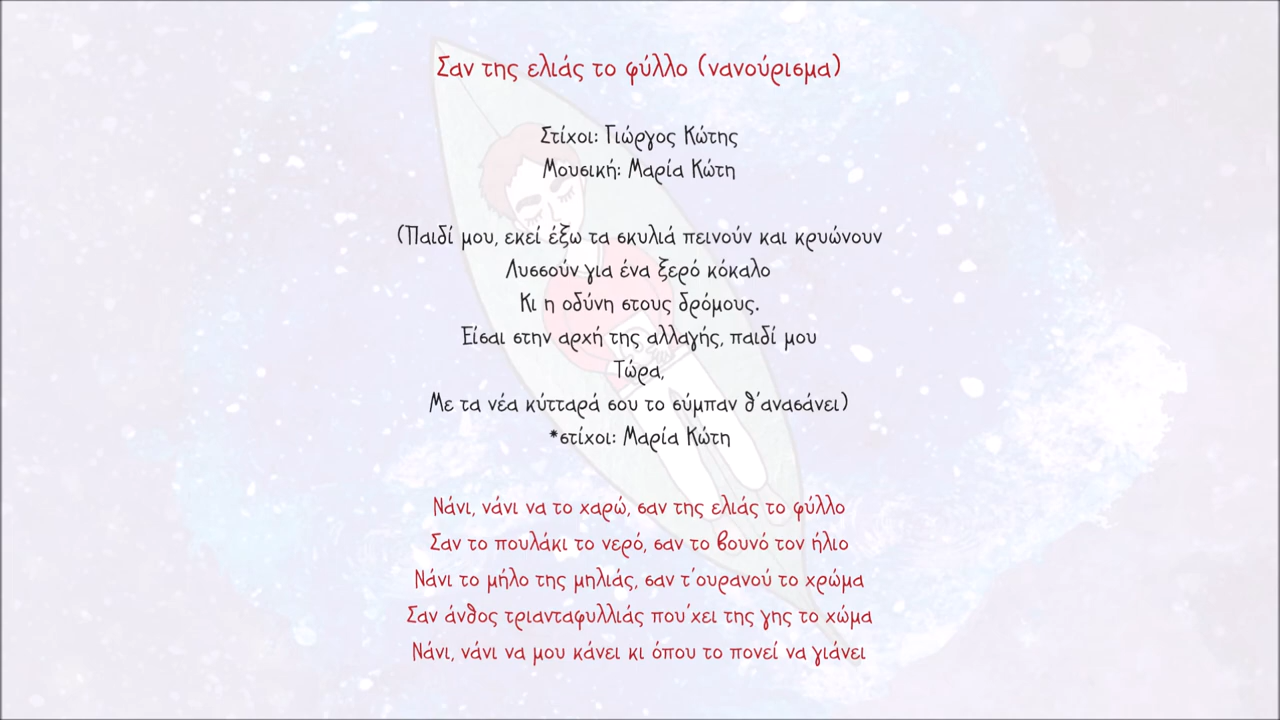 Σαν της ελιάς το φύλλο (νανούρισμα)
Στίχοι: Γιώργος Κώτης
Μουσική: Μαρία Κώτη
(Παιδί μου, εκεί έξω τα σκυλιά πεινούν και κρυώνουν
Λυσσούν για ένα ξερό κόκαλο
Κι η οδύνη στους δρόμους.
Είσαι στην αρχή της αλλαγής, παιδί μου
Τώρα,
Με τα νέα κύτταρά σου το σύμπαν θ΄ανασάνει)
*στίχοι: Μαρία Κώτη
Νάνι, νάνι να το χαρώ, σαν της ελιάς το φύλλο
Σαν το πουλάκι το νερό, σαν το βουνό τον ήλιο
Νάνι το μήλο της μηλιάς, σαν τ΄ουρανού το χρώμα
Σαν άνθος τριανταφυλλιάς που΄χει της γης το χώμα
Νάνι, νάνι να μου κάνει κι όπου το πονεί να γιάνει